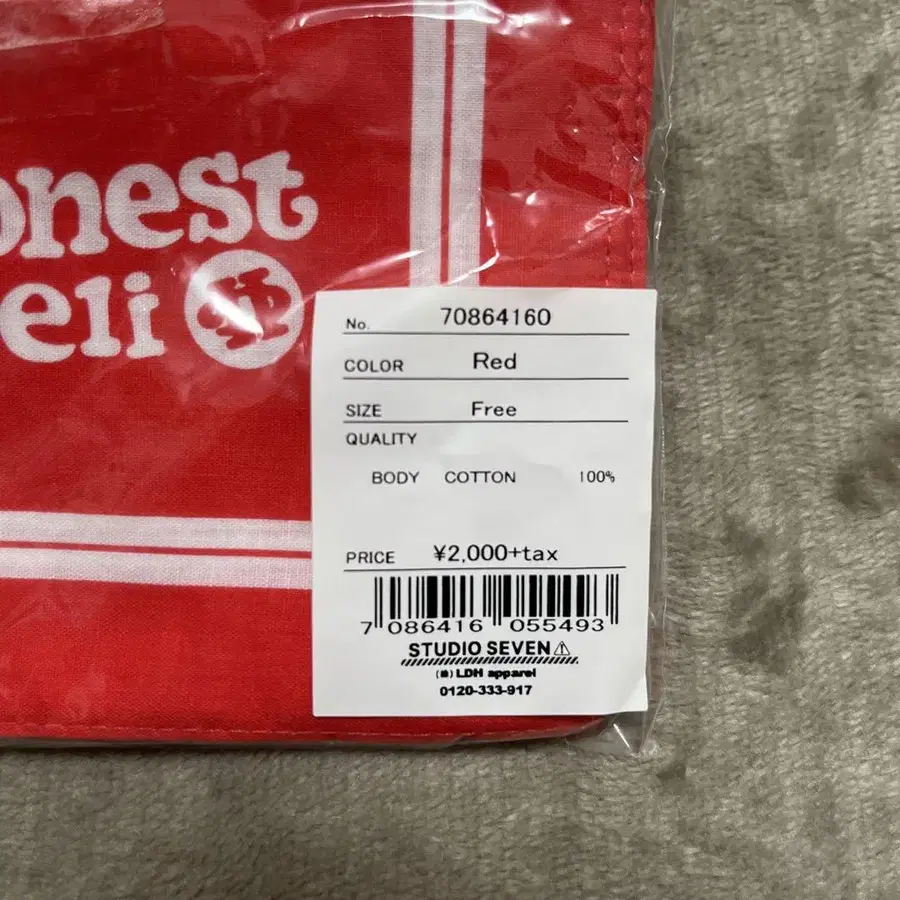 onest
eli
No. 70864160
COLOR Red
SIZE Free
QUALITY
BODY COTTON 100%
PRICE ¥2,000+tax
7 086416 055493
STUDIO SEVEN
(株) LDH apparel
0120-333-917